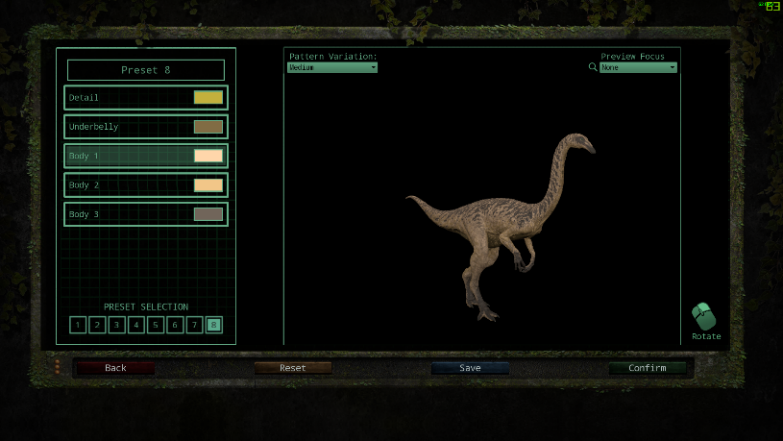 63
Preset 8
Detail
Underbelly
Body 1
Body 2
Body 3
PRESET SELECTION
1 2 3 4 5 6 7 8
Pattern Variation:
Medium
Preview Focus
None
Rotate
Back
Reset
Save
Confirm